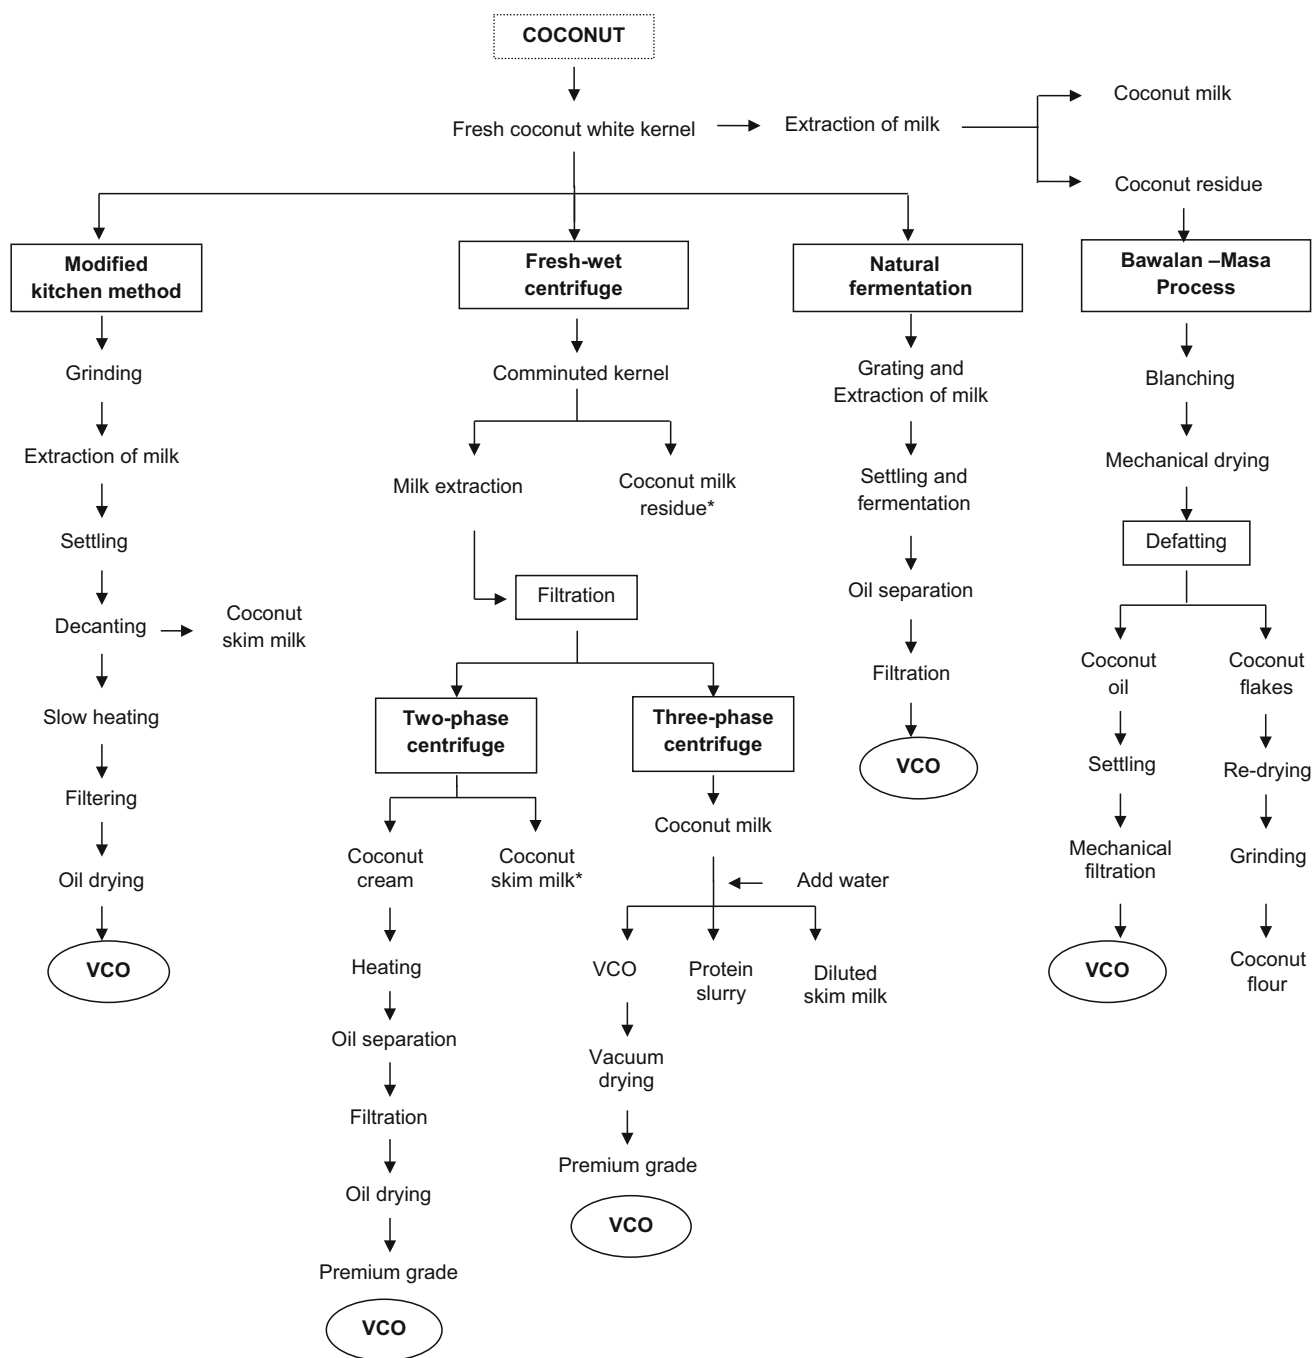 COCONUT
Fresh coconut white kernel
Extraction of milk
Coconut milk
Coconut residue
Modified
kitchen method
Grinding
Extraction of milk
Settling
Decanting
Coconut
skim milk
Slow heating
Filtering
Oil drying
VCO
Fresh-wet
centrifuge
Comminuted kernel
Milk extraction
Coconut milk
residue*
Filtration
Two-phase
centrifuge
Coconut
cream
Coconut
skim milk*
Heating
Oil separation
Filtration
Oil drying
Premium grade
VCO
Three-phase
centrifuge
Coconut milk
Add water
VCO
Protein
slurry
Diluted
skim milk
Vacuum
drying
Premium grade
VCO
Natural
fermentation
Grating and
Extraction of milk
Settling and
fermentation
Oil separation
Filtration
VCO
Bawalan –Masa
Process
Blanching
Mechanical drying
Defatting
Coconut
oil
Settling
Mechanical
filtration
VCO
Coconut
flakes
Re-drying
Grinding
Coconut
flour